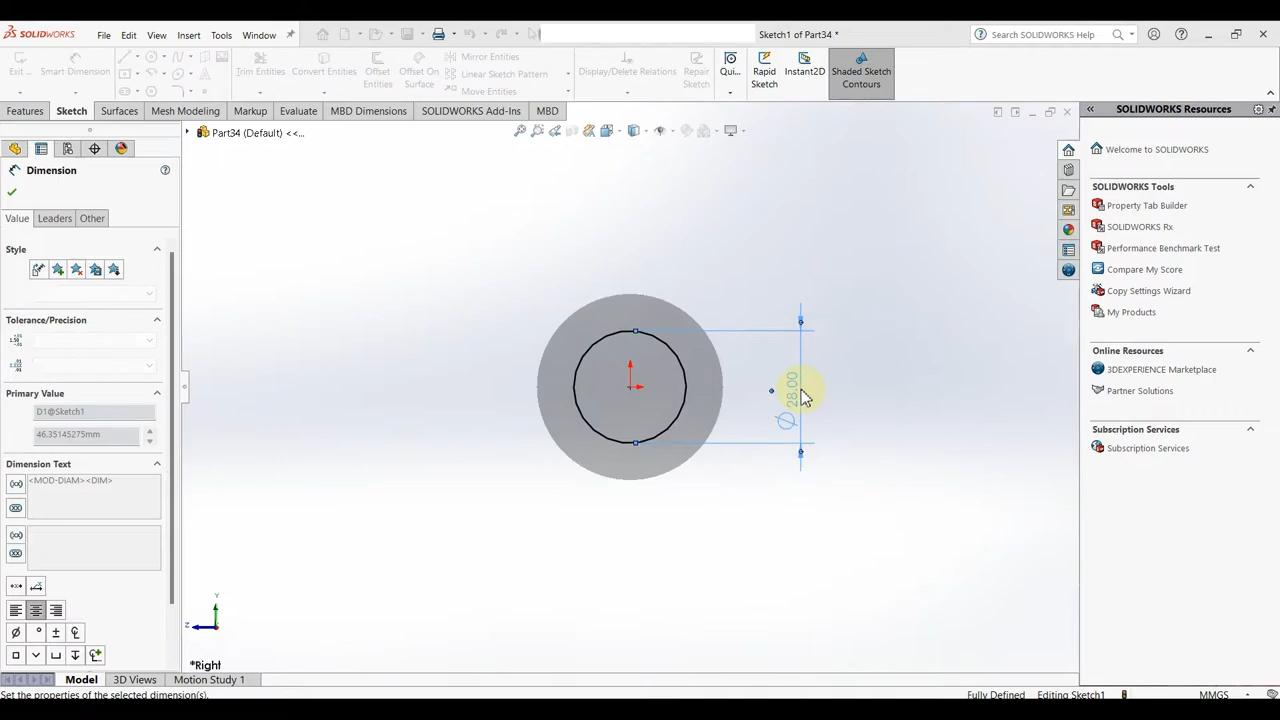 SOLIDWORKS File Edit View Insert Tools Window Sketch1 of Part34 * Search SOLIDWORKS Help
Exit ... Smart Dimension Trim Entities Convert Entities Offset Entities Offset On Surface Mirror Entities Display/Delete Relations Repair Sketch Qui... Rapid Sketch Instant2D Shaded Sketch Contours
Linear Sketch Pattern
Move Entities
Features Sketch Surfaces Mesh Modeling Markup Evaluate MBD Dimensions SOLIDWORKS Add-Ins MBD SOLIDWORKS Resources
Part34 (Default) <<...
Welcome to SOLIDWORKS
Dimension
SOLIDWORKS Tools
Property Tab Builder
Value Leaders Other
SOLIDWORKS Rx
Style
Performance Benchmark Test
Compare My Score
Copy Settings Wizard
My Products
Tolerance/Precision
Online Resources
3DEXPERIENCE Marketplace
Partner Solutions
Primary Value
D1@Sketch1
46.35145275mm
Subscription Services
Subscription Services
Dimension Text
<MOD-DIAM><DIM>
Ø 28.00
Y
Z
*Right
Model 3D Views Motion Study 1
Set the properties of the selected dimension(s). Fully Defined Editing Sketch1 MMGS